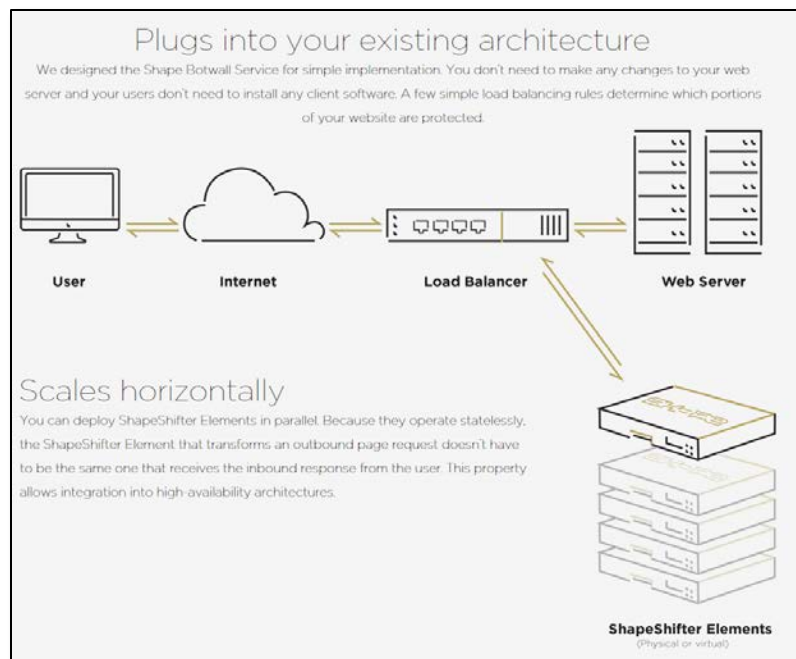 Plugs into your existing architecture
We designed the Shape Botwall Service for simple implementation. You don't need to make any changes to your web
server and your users don't need to install any client software. A few simple load balancing rules determine which portions
of your website are protected.
User
Internet
Load Balancer
Web Server
Scales horizontally
You can deploy ShapeShifter Elements in parallel. Because they operate statelessly,
the ShapeShifter Element that transforms an outbound page request doesn't have
to be the same one that receives the inbound response from the user. This property
allows integration into high-availability architectures.
ShapeShifter Elements
(Physical or virtual)